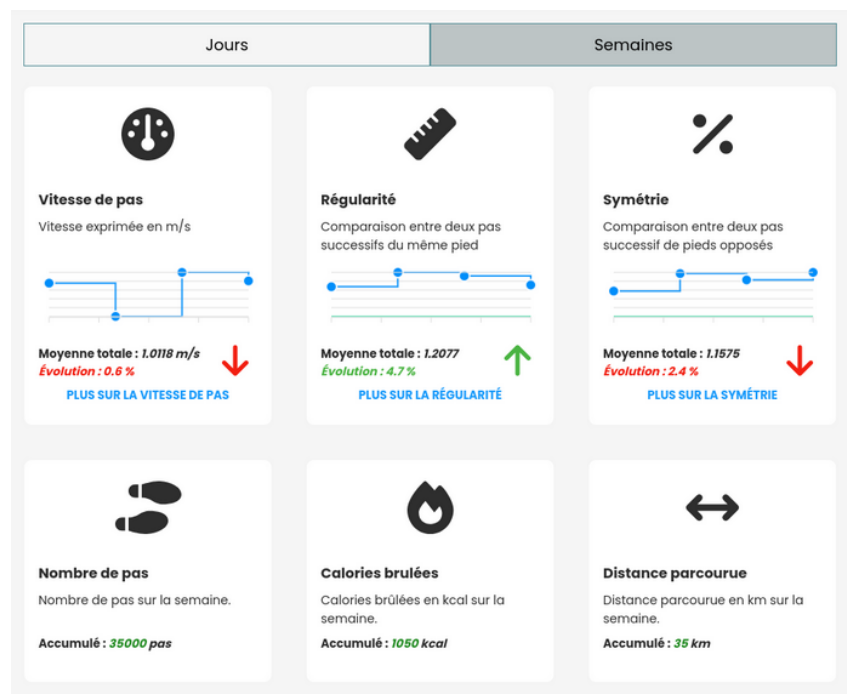 Jours
Semaines
Vitesse de pas
Vitesse exprimée en m/s
Moyenne totale : 1.0118 m/s
Évolution : 0.6 %
PLUS SUR LA VITESSE DE PAS
Régularité
Comparaison entre deux pas
successifs du même pied
Moyenne totale : 1.2077
Évolution : 4.7 %
PLUS SUR LA RÉGULARITÉ
Symétrie
Comparaison entre deux pas
successif de pieds opposés
Moyenne totale : 1.1575
Évolution : 2.4 %
PLUS SUR LA SYMÉTRIE
Nombre de pas
Nombre de pas sur la semaine.
Accumulé : 35000 pas
Calories brulées
Calories brûlées en kcal sur la
semaine.
Accumulé : 1050 kcal
Distance parcourue
Distance parcourue en km sur la
semaine.
Accumulé : 35 km